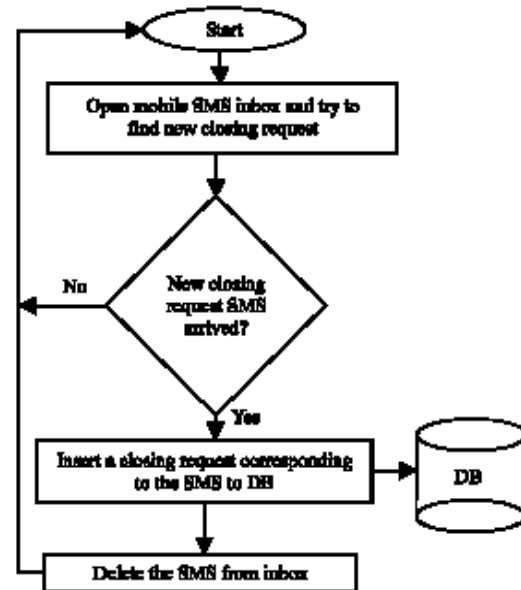 Start
Open mobile SMS inbox and try to
find new closing request
New closing
request SMS
arrived?
No
Yes
Insert a closing request corresponding
to the SMS to DB
DB
Delete the SMS from inbox